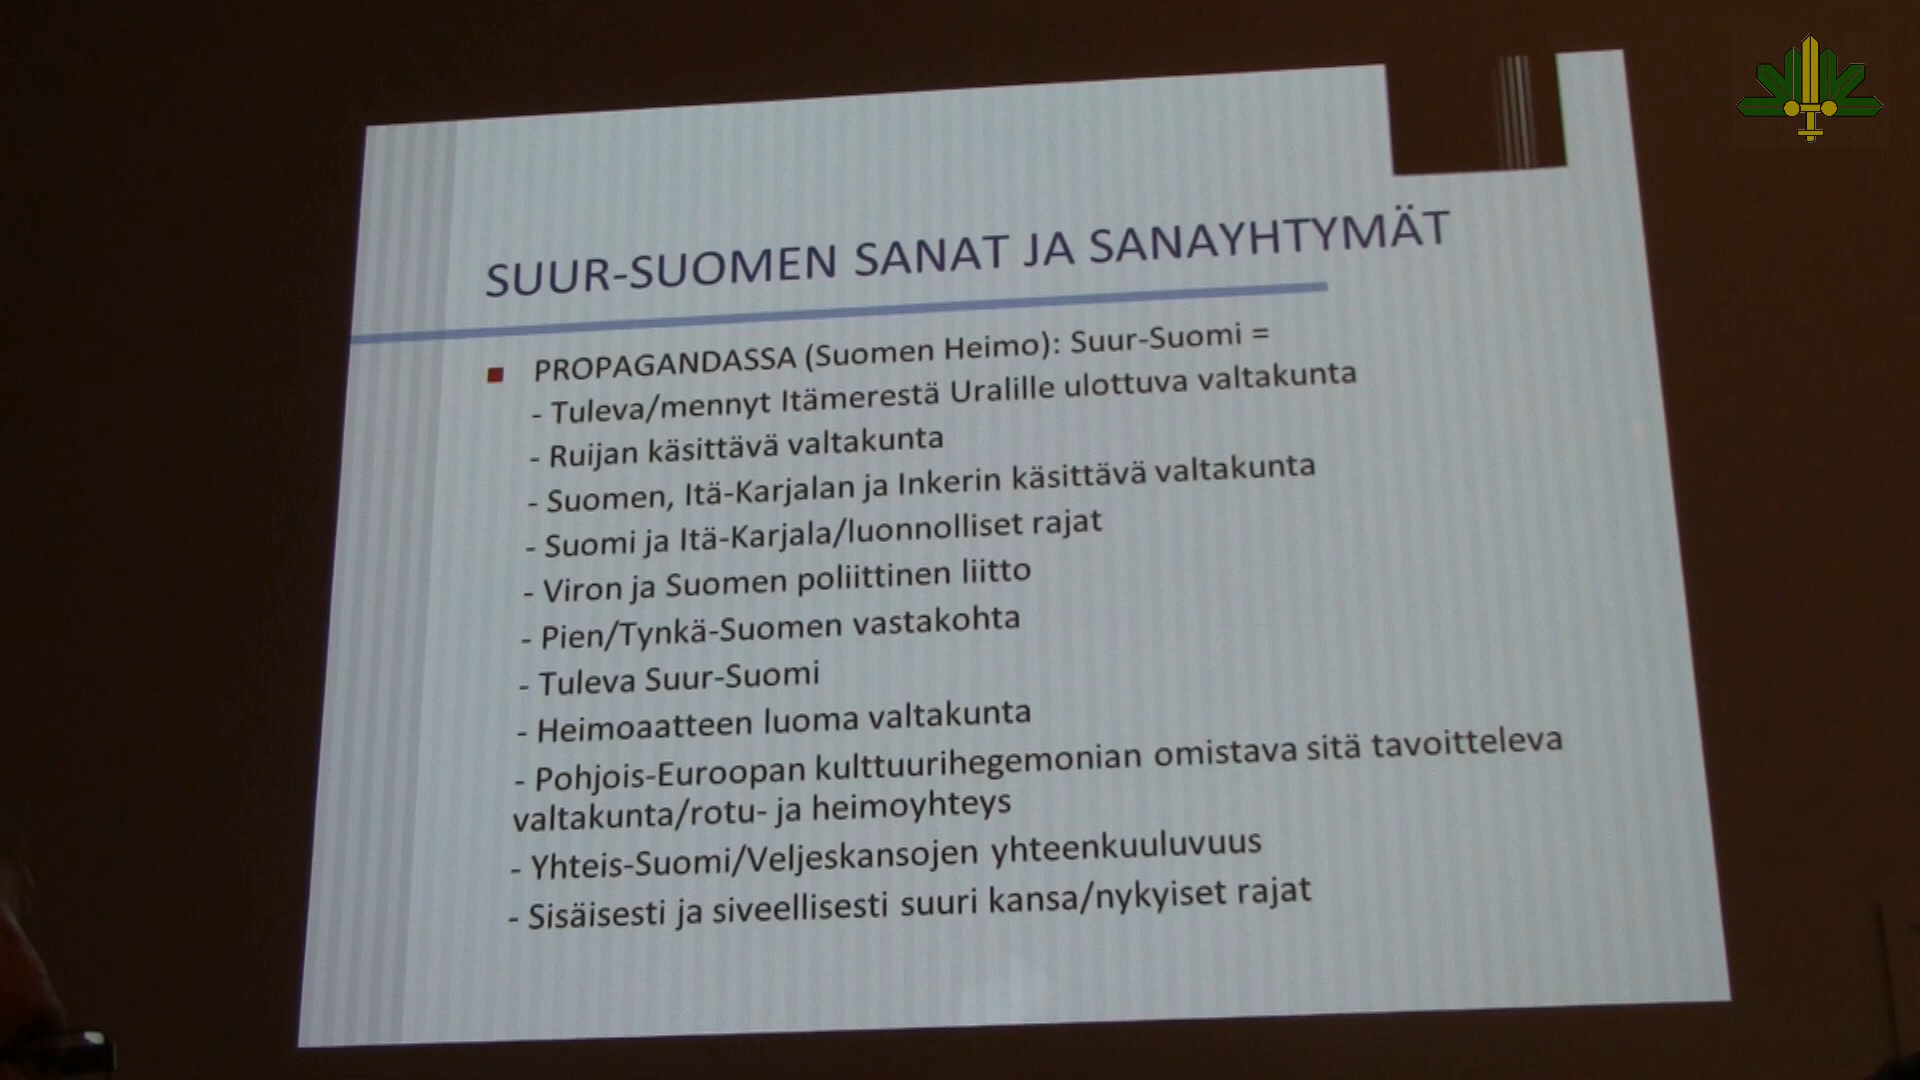 SUUR-SUOMEN SANAT JA SANAYHTYMÄT
PROPAGANDASSA (Suomen Heimo): Suur-Suomi =
- Tuleva/mennyt Itämerestä Uralille ulottuva valtakunta
- Ruijan käsittävä valtakunta
- Suomen, Itä-Karjalan ja Inkerin käsittävä valtakunta
- Suomi ja Itä-Karjala/luonnolliset rajat
- Viron ja Suomen poliittinen liitto
- Pien/Tynkä-Suomen vastakohta
- Tuleva Suur-Suomi
- Heimoaatteen luoma valtakunta
- Pohjois-Euroopan kulttuurihegemonian omistava sitä tavoitteleva
valtakunta/rotu- ja heimoyhteys
- Yhteis-Suomi/Veljeskansojen yhteenkuuluvuus
- Sisäisesti ja siveellisesti suuri kansa/nykyiset rajat